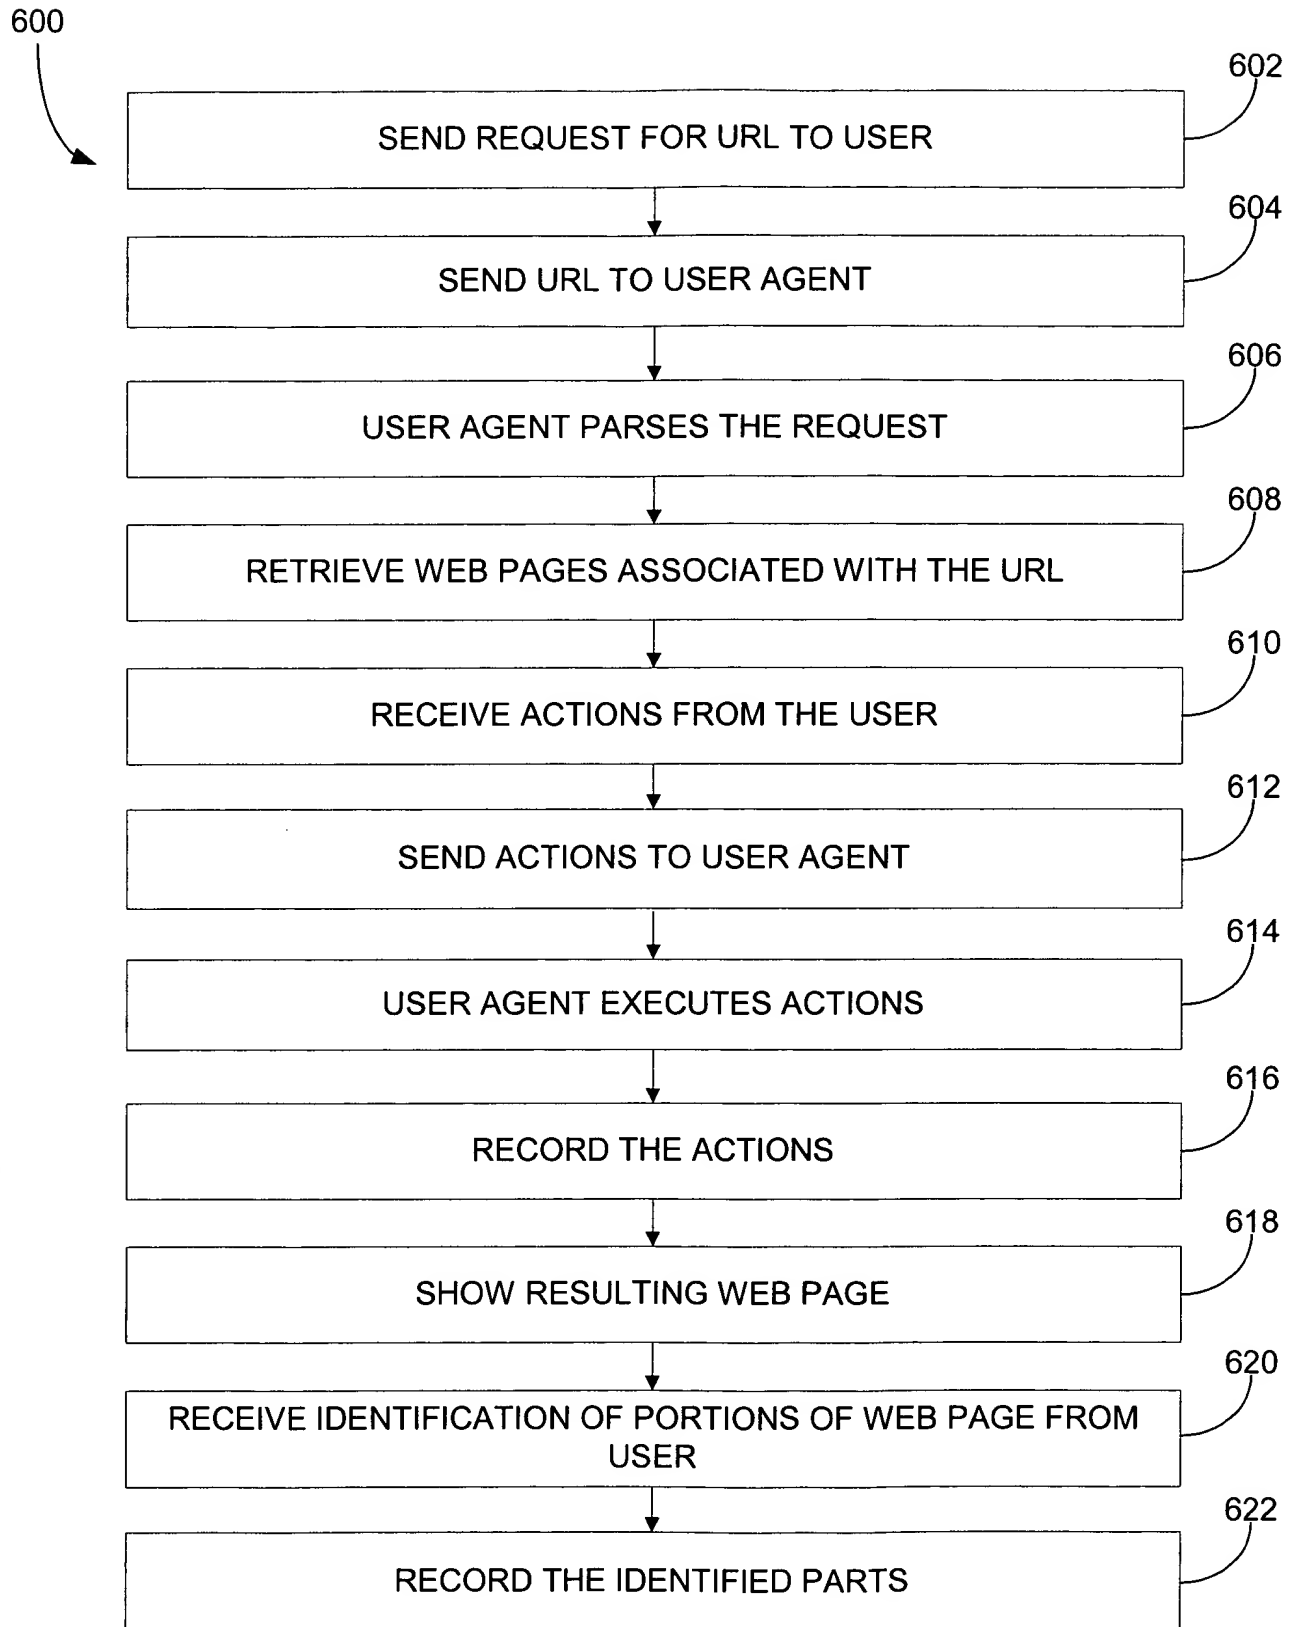 600
602
SEND REQUEST FOR URL TO USER
604
SEND URL TO USER AGENT
606
USER AGENT PARSES THE REQUEST
608
RETRIEVE WEB PAGES ASSOCIATED WITH THE URL
610
RECEIVE ACTIONS FROM THE USER
612
SEND ACTIONS TO USER AGENT
614
USER AGENT EXECUTES ACTIONS
616
RECORD THE ACTIONS
618
SHOW RESULTING WEB PAGE
620
RECEIVE IDENTIFICATION OF PORTIONS OF WEB PAGE FROM
USER
622
RECORD THE IDENTIFIED PARTS